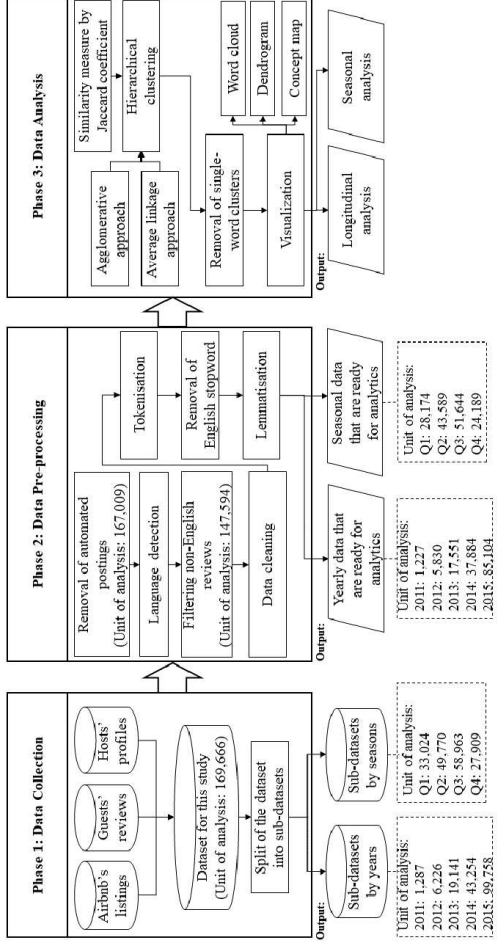 Phase 1: Data Collection
Airbnb's
listings
Guests'
reviews
Hosts'
profiles
Dataset for this study
(Unit of analysis: 169,666)
Split of the dataset
into sub-datasets
Output:
Sub-datasets
by years
Sub-datasets
by seasons
Unit of analysis:
2011: 1,287
2012: 6,226
2013: 19,141
2014: 43,254
2015: 99,758
Unit of analysis:
Q1: 33,024
Q2: 49,770
Q3: 58,963
Q4: 27,909
Phase 2: Data Pre-processing
Removal of automated
postings
(Unit of analysis: 167,009)
Language detection
Filtering non-English
reviews
(Unit of analysis: 147,594)
Data cleaning
Tokenisation
Removal of
English stopword
Lemmatisation
Output:
Yearly data that
are ready for
analytics
Seasonal data
that are ready
for analytics
Unit of analysis:
2011: 1,227
2012: 5,830
2013: 17,551
2014: 37,884
2015: 85,104
Unit of analysis:
Q1: 28,174
Q2: 43,589
Q3: 51,644
Q4: 24,189
Phase 3: Data Analysis
Agglomerative
approach
Average linkage
approach
Similarity measure by
Jaccard coefficient
Hierarchical
clustering
Removal of single-
word clusters
Visualization
Word cloud
Dendrogram
Concept map
Output:
Longitudinal
analysis
Seasonal
analysis